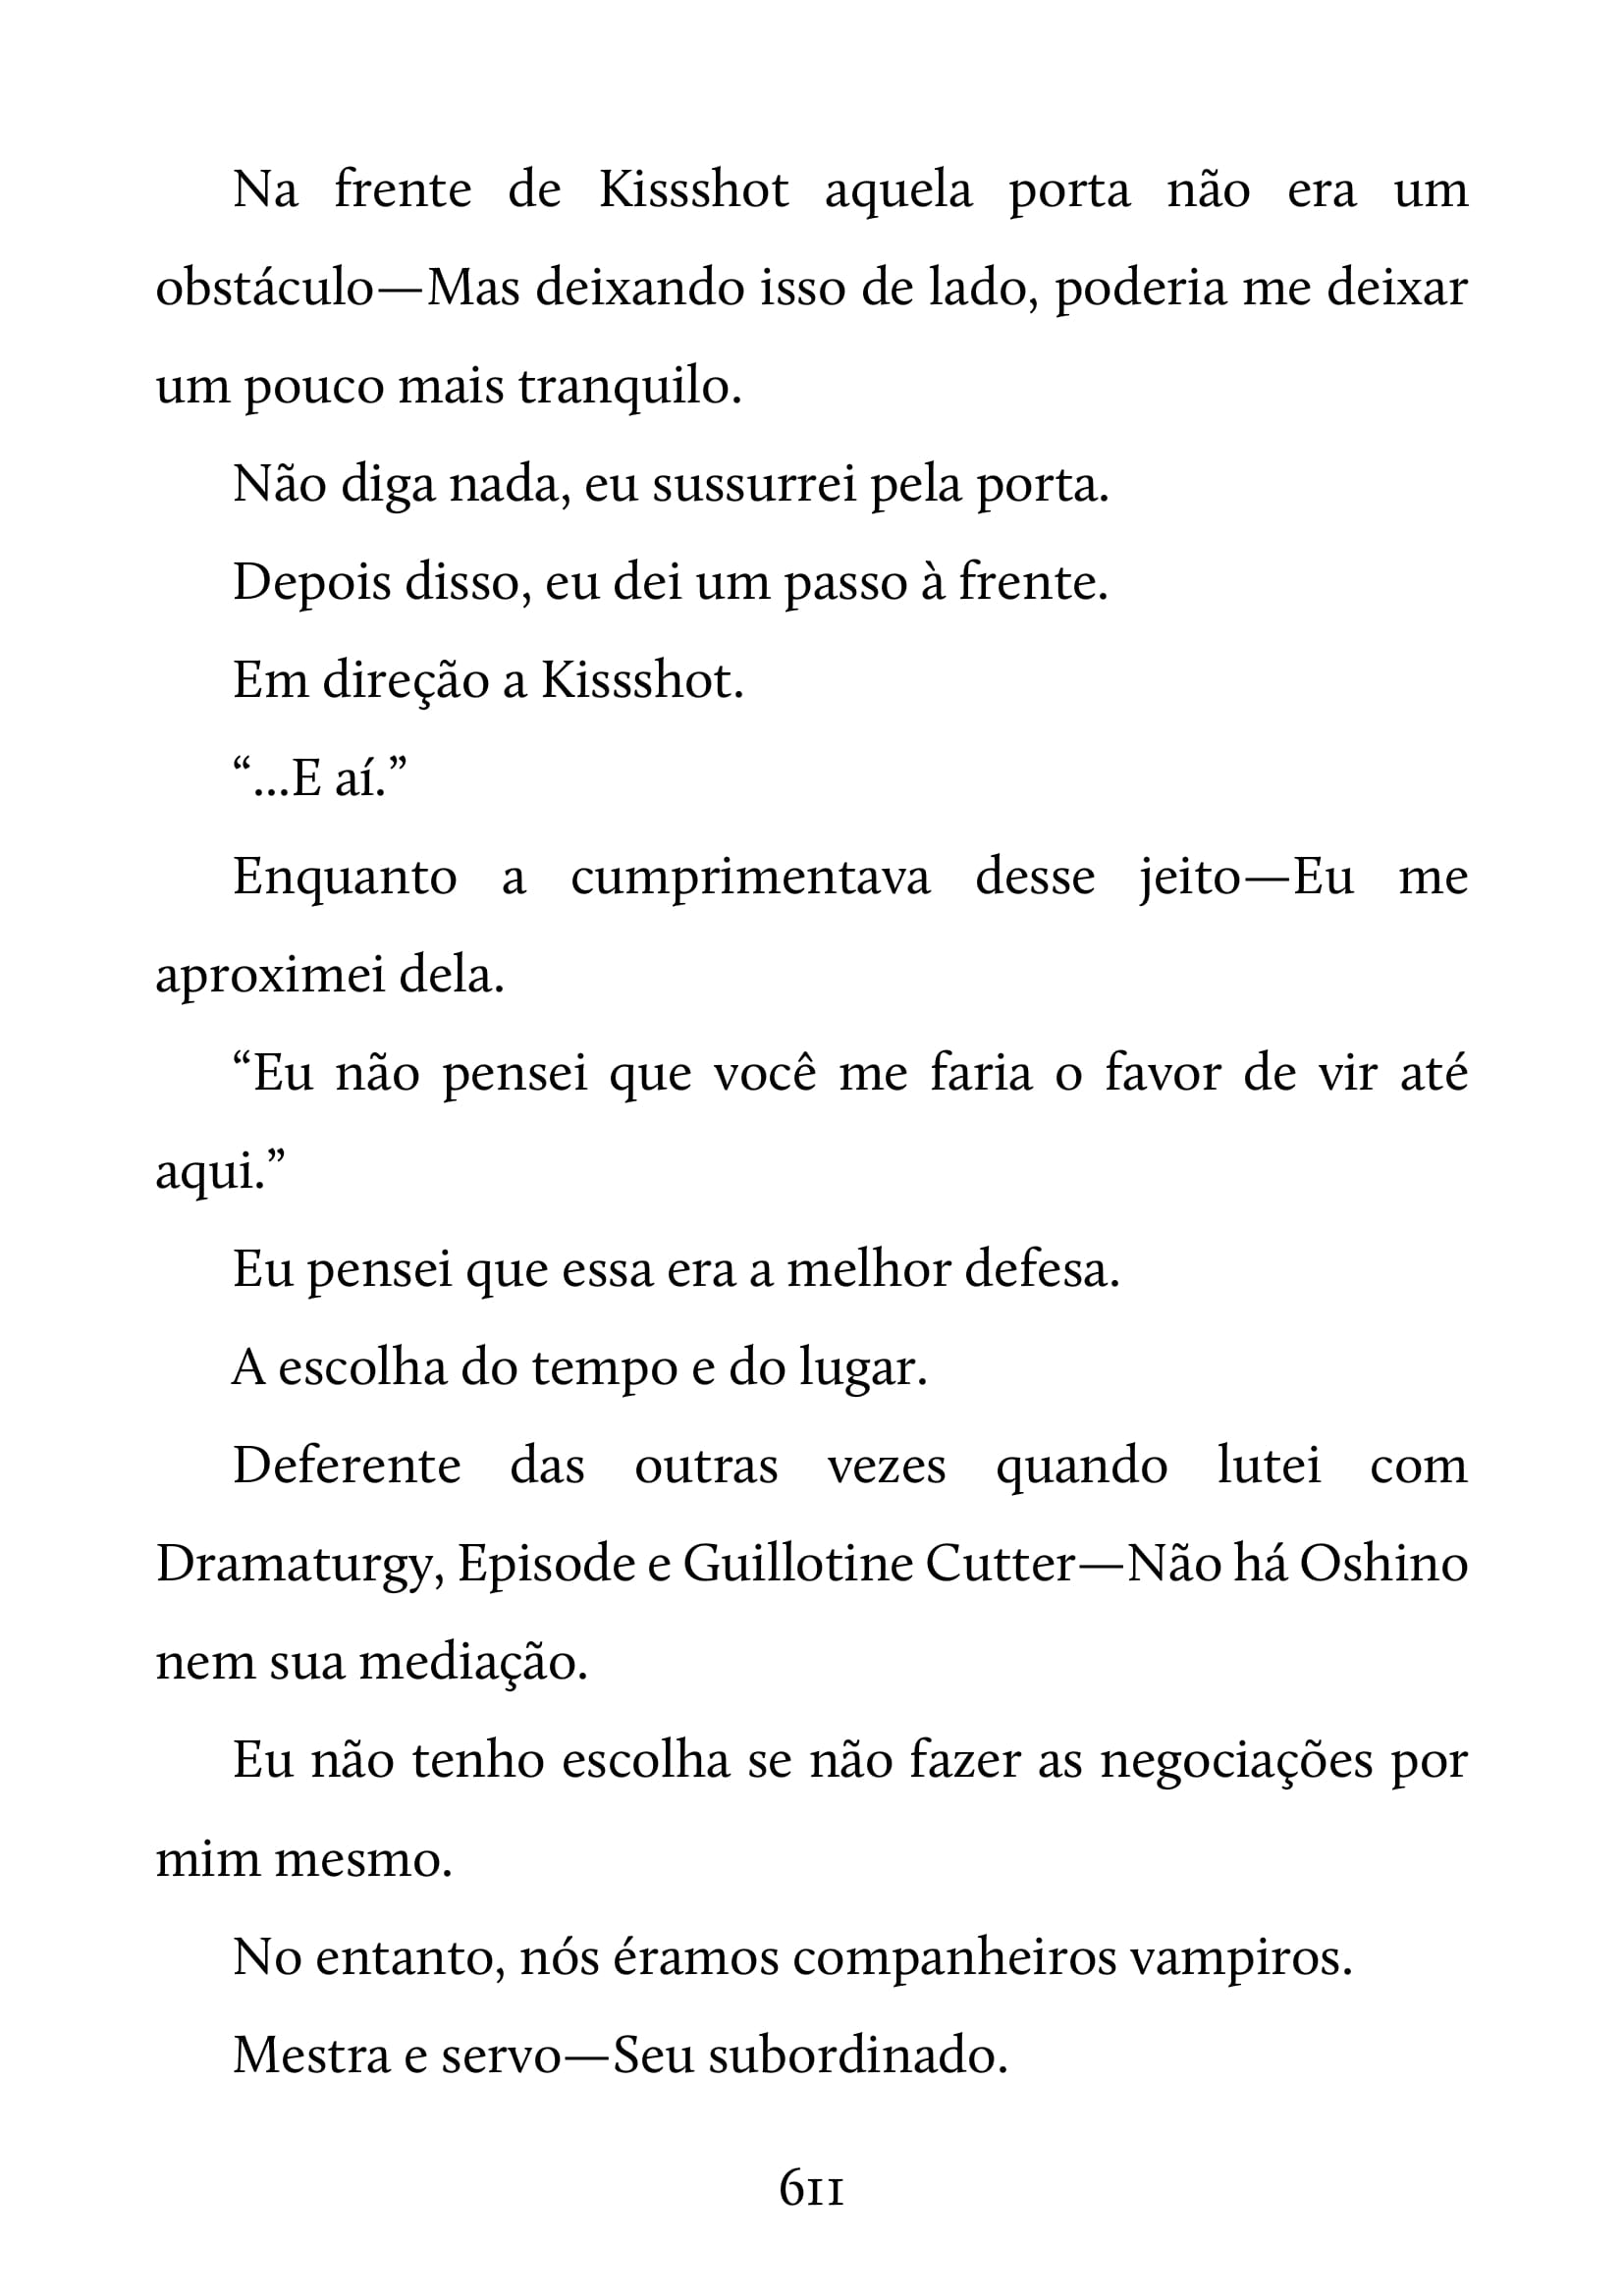 Na frente de Kissshot aquela porta não era um
obstáculo—Mas deixando isso de lado, poderia me deixar
um pouco mais tranquilo.
Não diga nada, eu sussurrei pela porta.
Depois disso, eu dei um passo à frente.
Em direção a Kissshot.
“...E aí.”
Enquanto a cumprimentava desse jeito—Eu me
aproximei dela.
“Eu não pensei que você me faria o favor de vir até
aqui.”
Eu pensei que essa era a melhor defesa.
A escolha do tempo e do lugar.
Deferente das outras vezes quando lutei com
Dramaturgy, Episode e Guillotine Cutter—Não há Oshino
nem sua mediação.
Eu não tenho escolha se não fazer as negociações por
mim mesmo.
No entanto, nós éramos companheiros vampiros.
Mestra e servo—Seu subordinado.
611